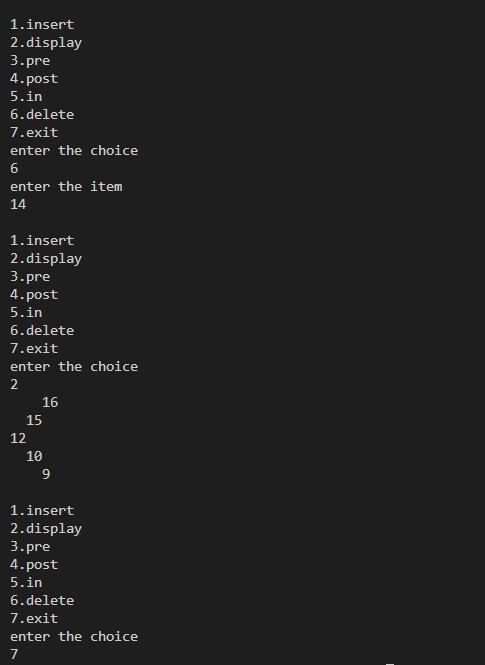 1.insert
2.display
3.pre
4.post
5.in
6.delete
7.exit
enter the choice
6
enter the item
14

1.insert
2.display
3.pre
4.post
5.in
6.delete
7.exit
enter the choice
2
    16
  15
12
  10
    9

1.insert
2.display
3.pre
4.post
5.in
6.delete
7.exit
enter the choice
7